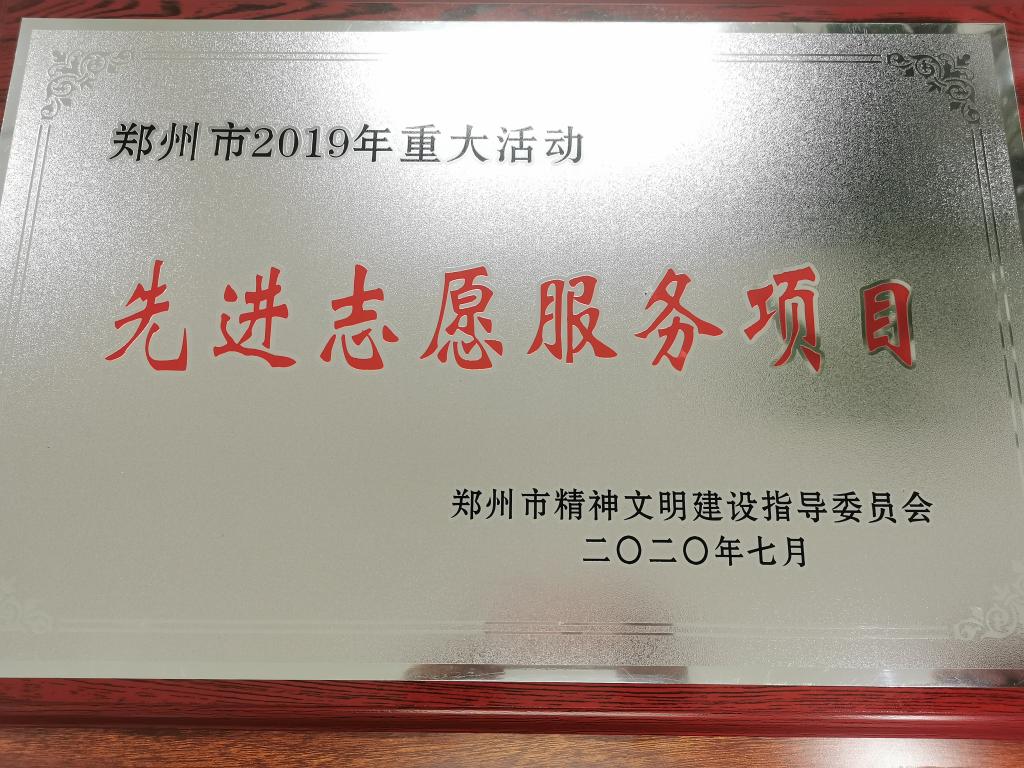 郑州市2019年重大活动
先进志愿服务项目
郑州市精神文明建设指导委员会
二〇二〇年七月